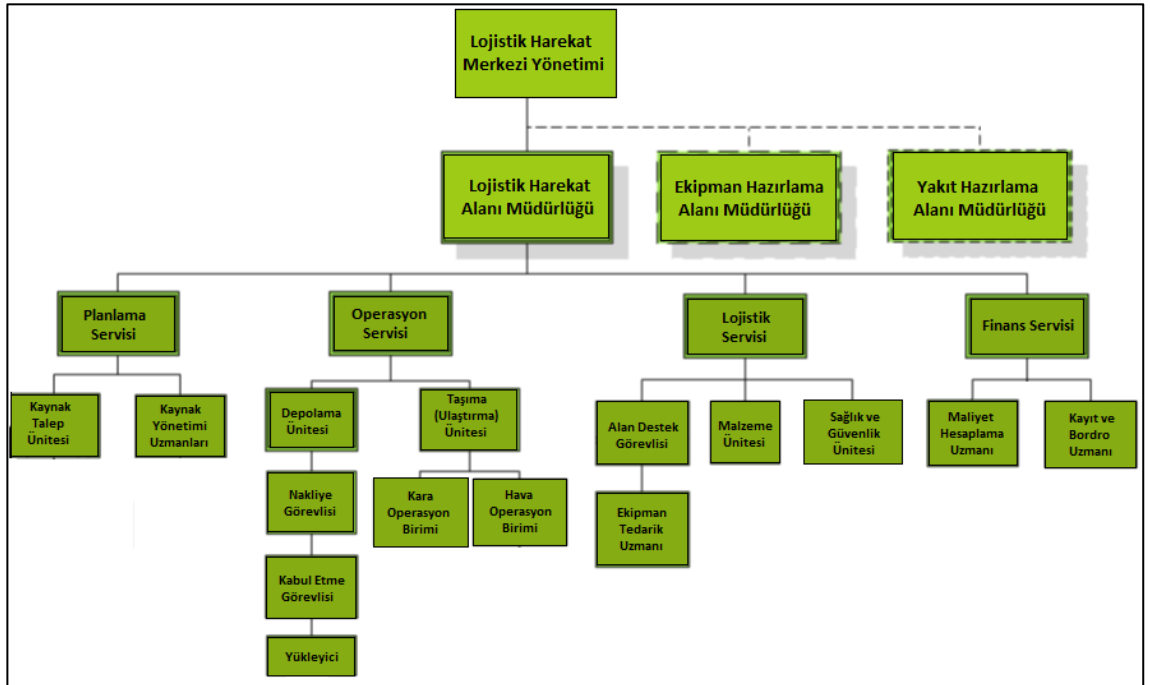 Lojistik Harekat
Merkezi Yönetimi
Lojistik Harekat
Alanı Müdürlüğü
Ekipman Hazırlama
Alanı Müdürlüğü
Yakıt Hazırlama
Alanı Müdürlüğü
Planlama
Servisi
Operasyon
Servisi
Lojistik
Servisi
Finans Servisi
Kaynak
Talep
Ünitesi
Kaynak
Yönetimi
Uzmanları
Depolama
Ünitesi
Taşıma
(Ulaştırma)
Ünitesi
Alan Destek
Görevlisi
Malzeme
Ünitesi
Sağlık ve
Güvenlik
Ünitesi
Maliyet
Hesaplama
Uzmanı
Kayıt ve
Bordro
Uzmanı
Nakliye
Görevlisi
Kara
Operasyon
Birimi
Hava
Operasyon
Birimi
Ekipman
Tedarik
Uzmanı
Kabul Etme
Görevlisi
Yükleyici